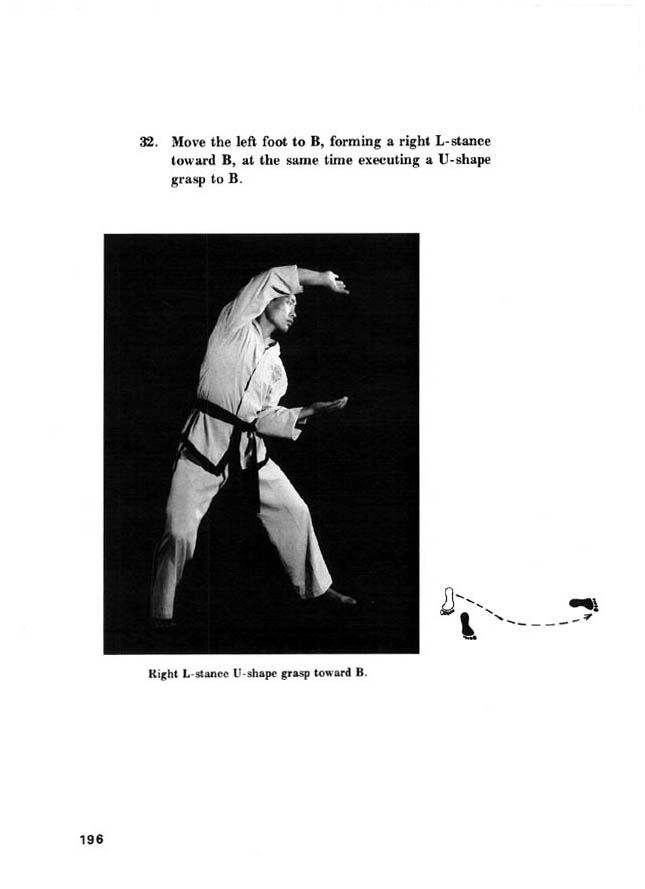 32. Move the left foot to B, forming a right L-stance
toward B, at the same time executing a U-shape
grasp to B.
Right L-stance U-shape grasp toward B.
196